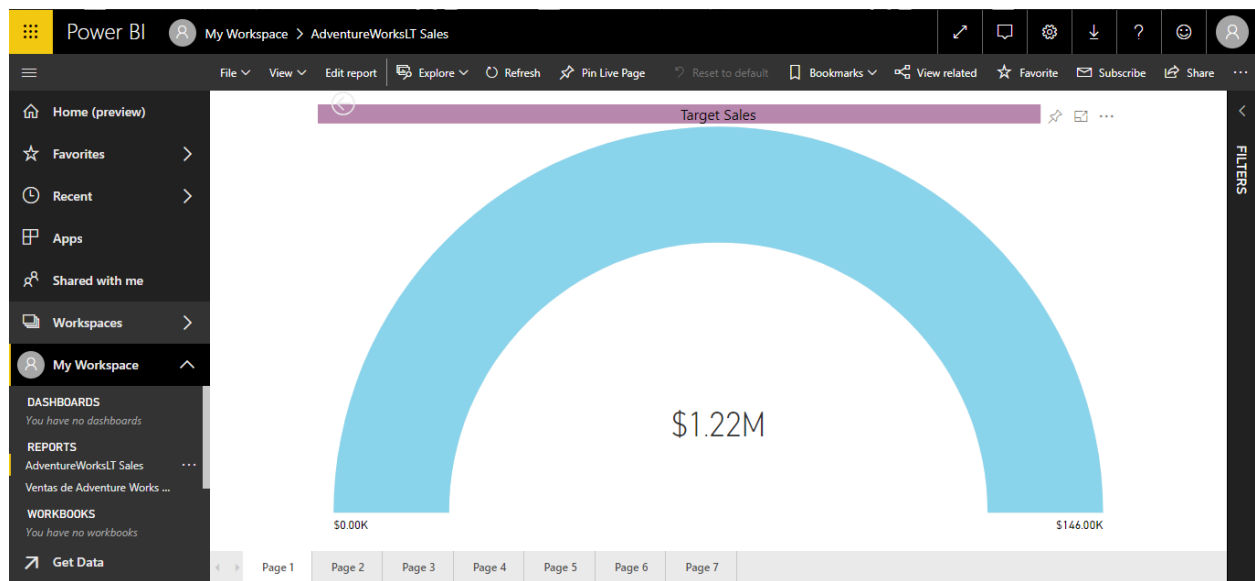 Power BI My Workspace > AdventureWorksLT Sales ?
File View Edit report Explore Refresh Pin Live Page Reset to default Bookmarks View related Favorite Subscribe Share ...
Home (preview)
Favorites
Recent
Apps
Shared with me
Workspaces
My Workspace
DASHBOARDS
You have no dashboards
REPORTS
AdventureWorksLT Sales ...
Ventas de Adventure Works ...
WORKBOOKS
You have no workbooks
Get Data
Target Sales ...
$1.22M
$0.00K $146.00K
FILTERS
Page 1 Page 2 Page 3 Page 4 Page 5 Page 6 Page 7